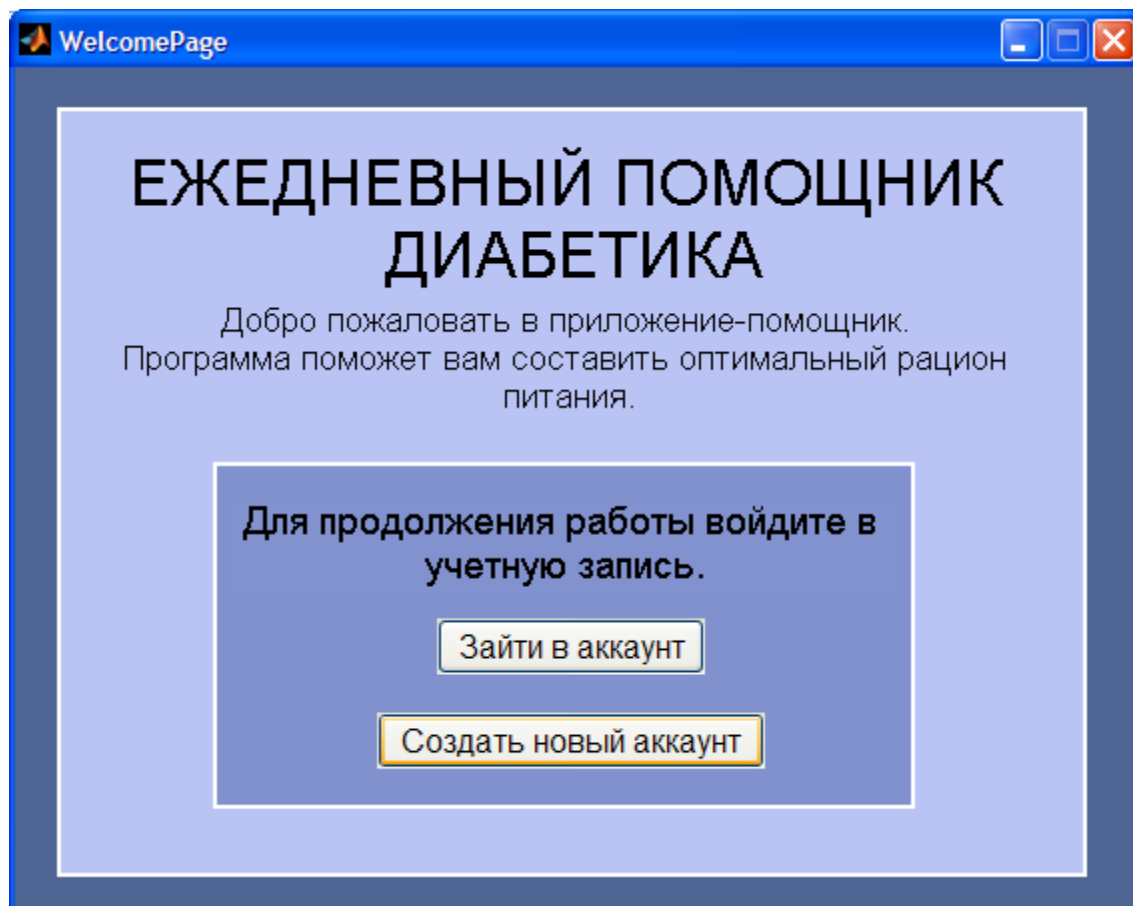 WelcomePage
ЕЖЕДНЕВНЫЙ ПОМОЩНИК
ДИАБЕТИКА
Добро пожаловать в приложение-помощник.
Программа поможет вам составить оптимальный рацион
питания.
Для продолжения работы войдите в
учетную запись.
Зайти в аккаунт
Создать новый аккаунт